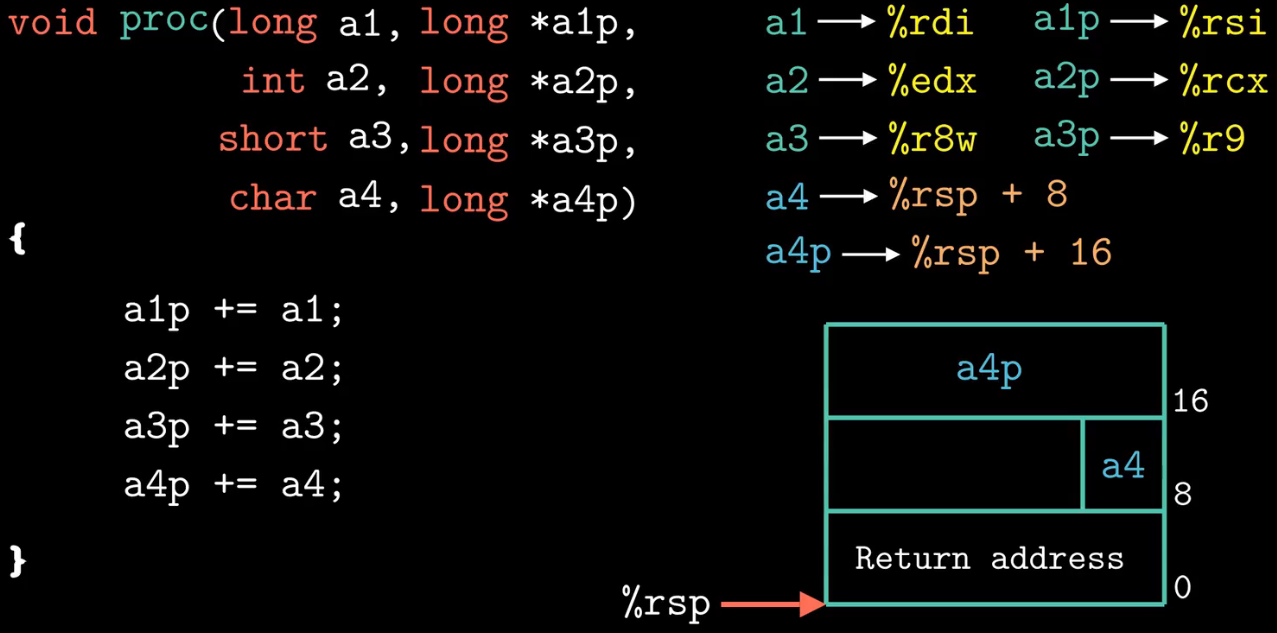 void proc(long a1, long *a1p,
int a2, long *a2p,
short a3, long *a3p,
char a4, long *a4p)
{
a1p += a1;
a2p += a2;
a3p += a3;
a4p += a4;
}
a1 → %rdi a1p → %rsi
a2 → %edx a2p → %rcx
a3 → %r8w a3p → %r9
a4 → %rsp + 8
a4p → %rsp + 16
a4p
16
a4
8
Return address
0
%rsp